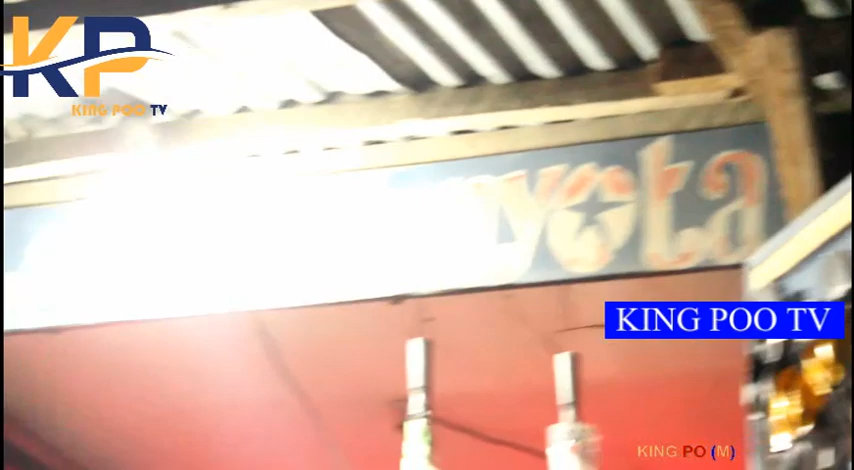 KP
KING POO TV
yota
KING POO TV
KING PO (M)